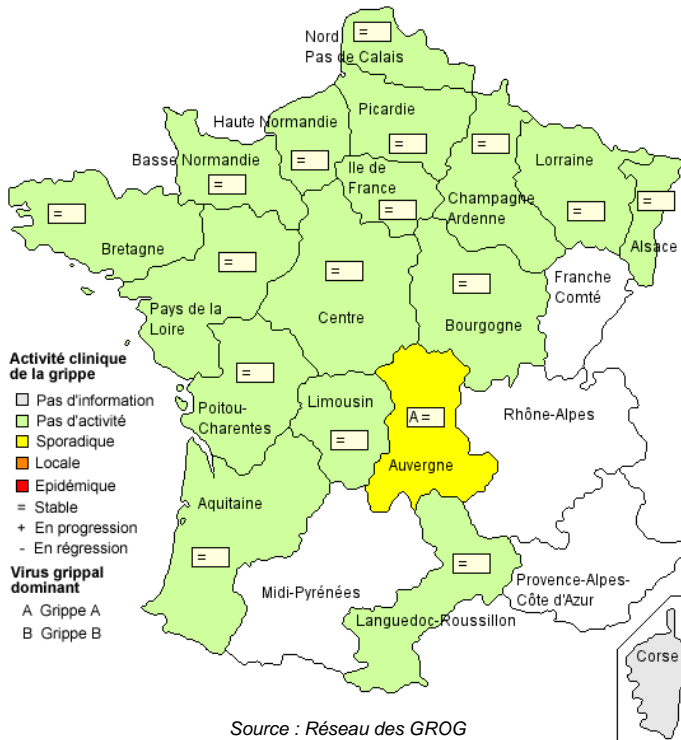 Nord
Pas de Calais
=
Picardie
=
Haute Normandie
=
=
Lorraine
=
Basse Normandie
=
Ile de
France
=
Champagne
Ardenne
=
Alsace
=
Bretagne
=
Franche
Comté
=
Centre
=
Bourgogne
Pays de la
Loire
=
Poitou-
Charentes
Limousin
=
A =
Auvergne
Rhône-Alpes
Aquitaine
=
Midi-Pyrénées
=
Languedoc-Roussillon
Provence-Alpes-
Côte d'Azur
Corse
Activité clinique
de la grippe
Pas d'information
Pas d'activité
Sporadique
Locale
Epidémique
= Stable
+ En progression
- En régression
Virus grippal
dominant
A Grippe A
B Grippe B
Source : Réseau des GROG